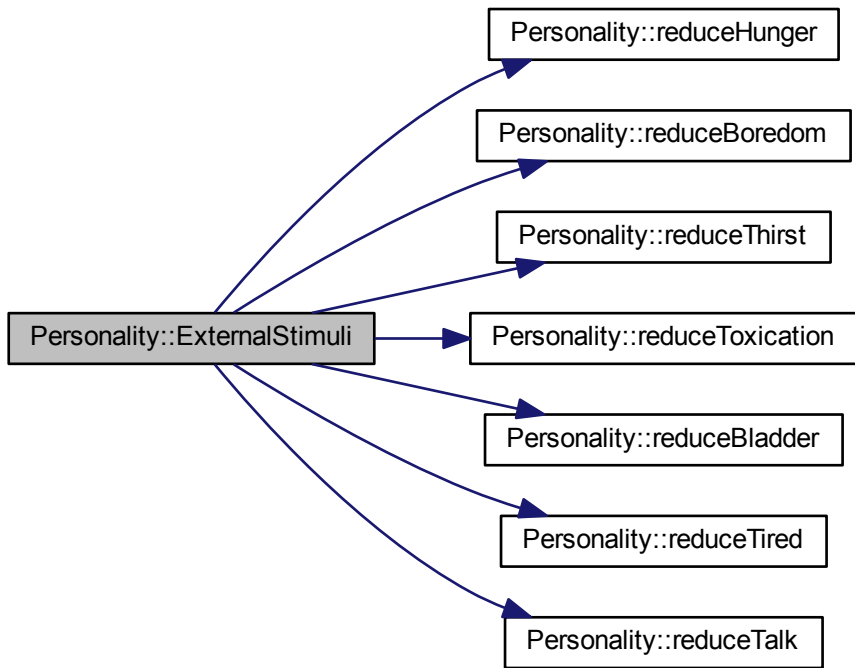 Personality::reduceHunger
Personality::reduceBoredom
Personality::reduceThirst
Personality::ExternalStimuli
Personality::reduceToxication
Personality::reduceBladder
Personality::reduceTired
Personality::reduceTalk